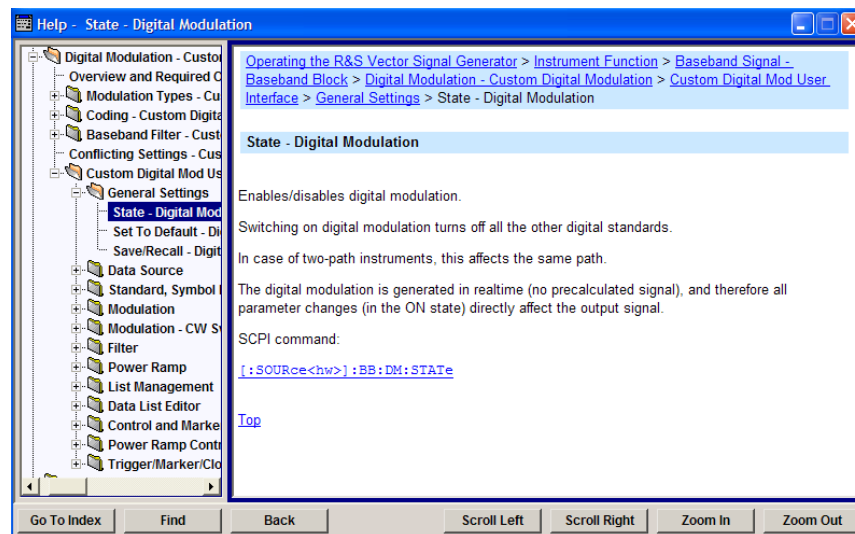 Help - State - Digital Modulation
Digital Modulation - Custo
Overview and Required C
Modulation Types - Cu
Coding - Custom Digita
Baseband Filter - Cust
Conflicting Settings - Cus
Custom Digital Mod Us
General Settings
State - Digital Mod
Set To Default - Di
Save/Recall - Digit
Data Source
Standard, Symbol
Modulation
Modulation - CW S
Filter
Power Ramp
List Management
Data List Editor
Control and Marke
Power Ramp Contr
Trigger/Marker/Clo
Operating the R&S Vector Signal Generator > Instrument Function > Baseband Signal -
Baseband Block > Digital Modulation - Custom Digital Modulation > Custom Digital Mod User
Interface > General Settings > State - Digital Modulation
State - Digital Modulation
Enables/disables digital modulation.
Switching on digital modulation turns off all the other digital standards.
In case of two-path instruments, this affects the same path.
The digital modulation is generated in realtime (no precalculated signal), and therefore all
parameter changes (in the ON state) directly affect the output signal.
SCPI command:
[:SOURce<hw>]:BB:DM:STATe
Top
Go To Index
Find
Back
Scroll Left
Scroll Right
Zoom In
Zoom Out